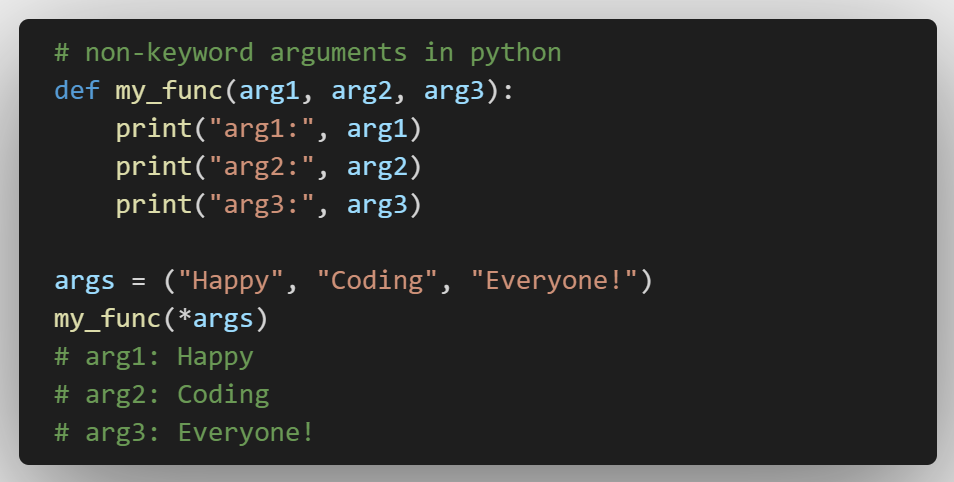 # non-keyword arguments in python
def my_func(arg1, arg2, arg3):
    print("arg1:", arg1)
    print("arg2:", arg2)
    print("arg3:", arg3)

args = ("Happy", "Coding", "Everyone!")
my_func(*args)
# arg1: Happy
# arg2: Coding
# arg3: Everyone!